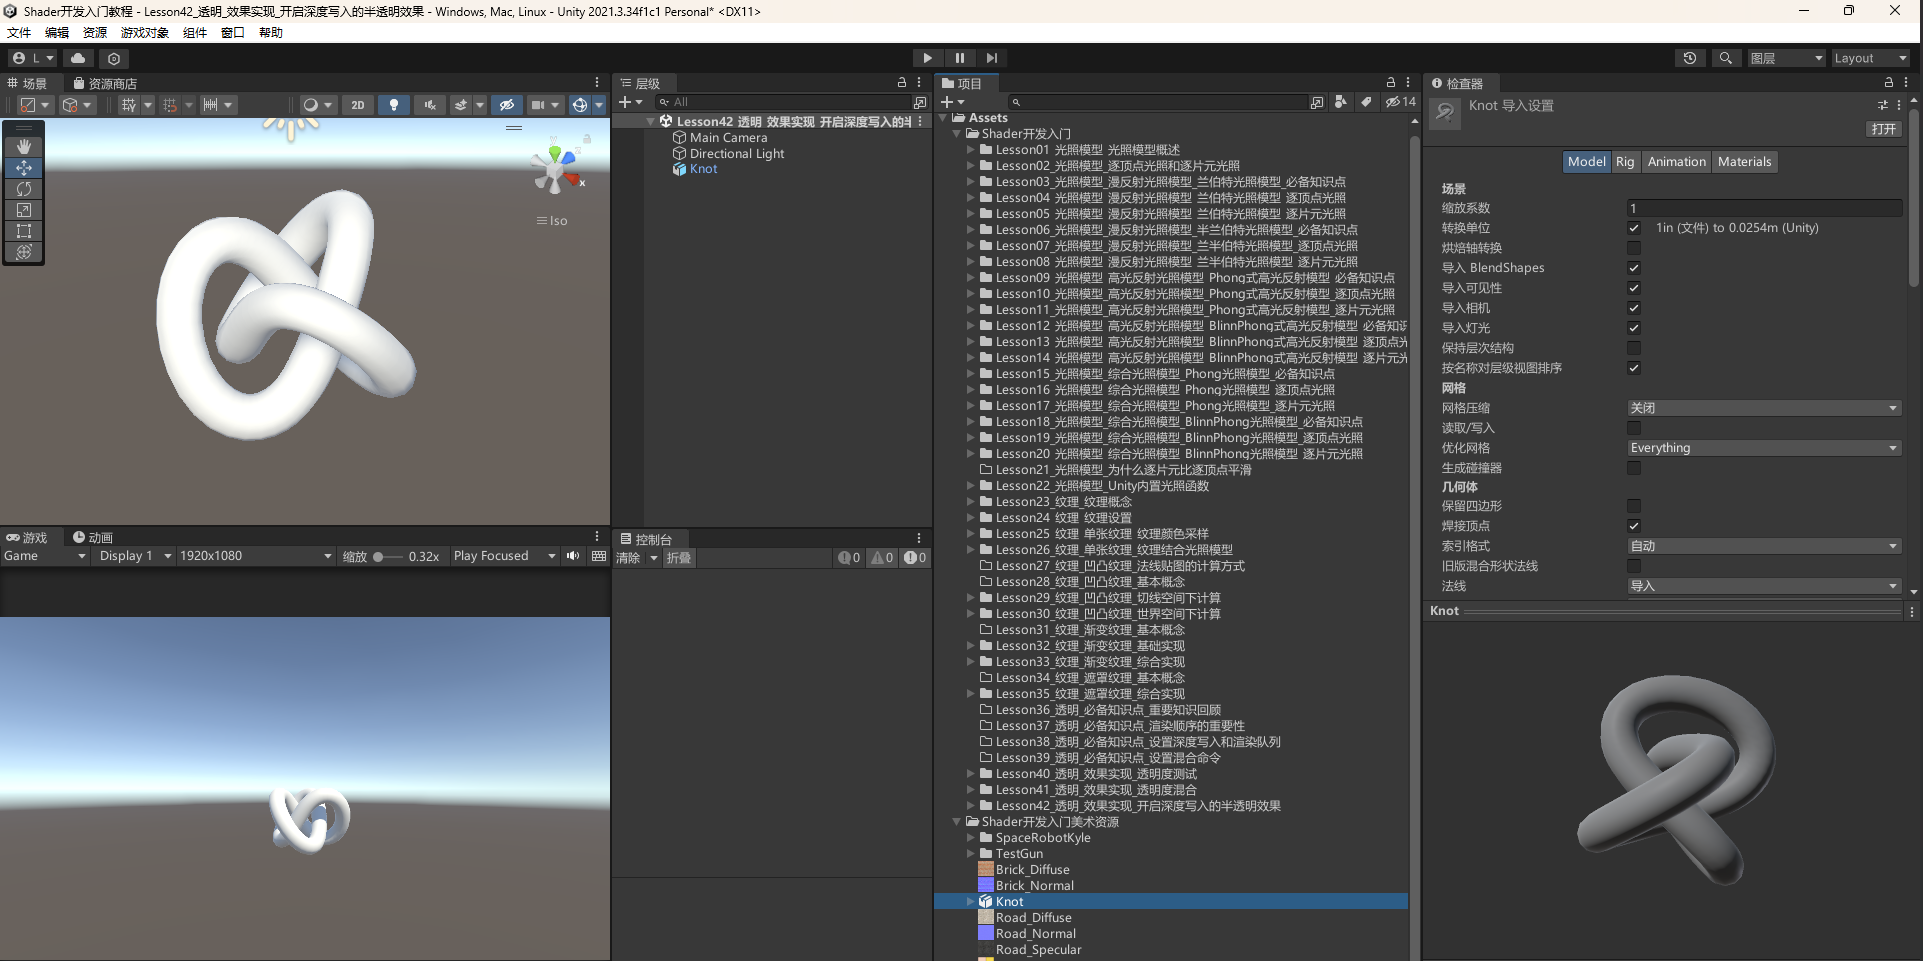 Shader开发入门教程 - Lesson42_透明_效果实现_开启深度写入的半透明效果 - Windows, Mac, Linux - Unity 2021.3.34f1c1 Personal* <DX11>
文件 编辑 资源 游戏对象 组件 窗口 帮助
L
图层
Layout
场景
资源商店
2D
Iso
x
y
z
层级
All
Lesson42_透明_效果实现_开启深度写入的半
Main Camera
Directional Light
Knot
游戏
动画
Game
Display 1
1920x1080
缩放
0.32x
Play Focused
控制台
清除
折叠
0
0
0
项目
14
Assets
Shader开发入门
Lesson01_光照模型_光照模型概述
Lesson02_光照模型_逐顶点光照和逐片元光照
Lesson03_光照模型_漫反射光照模型_兰伯特光照模型_必备知识点
Lesson04_光照模型_漫反射光照模型_兰伯特光照模型_逐顶点光照
Lesson05_光照模型_漫反射光照模型_兰伯特光照模型_逐片元光照
Lesson06_光照模型_漫反射光照模型_半兰伯特光照模型_必备知识点
Lesson07_光照模型_漫反射光照模型_兰半伯特光照模型_逐顶点光照
Lesson08_光照模型_漫反射光照模型_兰半伯特光照模型_逐片元光照
Lesson09_光照模型_高光反射光照模型_Phong式高光反射模型_必备知识点
Lesson10_光照模型_高光反射光照模型_Phong式高光反射模型_逐顶点光照
Lesson11_光照模型_高光反射光照模型_Phong式高光反射模型_逐片元光照
Lesson12_光照模型_高光反射光照模型_BlinnPhong式高光反射模型_必备知识
Lesson13_光照模型_高光反射光照模型_BlinnPhong式高光反射模型_逐顶点光
Lesson14_光照模型_高光反射光照模型_BlinnPhong式高光反射模型_逐片元光
Lesson15_光照模型_综合光照模型_Phong光照模型_必备知识点
Lesson16_光照模型_综合光照模型_Phong光照模型_逐顶点光照
Lesson17_光照模型_综合光照模型_Phong光照模型_逐片元光照
Lesson18_光照模型_综合光照模型_BlinnPhong光照模型_必备知识点
Lesson19_光照模型_综合光照模型_BlinnPhong光照模型_逐顶点光照
Lesson20_光照模型_综合光照模型_BlinnPhong光照模型_逐片元光照
Lesson21_光照模型_为什么逐片元比逐顶点平滑
Lesson22_光照模型_Unity内置光照函数
Lesson23_纹理_纹理概念
Lesson24_纹理_纹理设置
Lesson25_纹理_单张纹理_纹理颜色采样
Lesson26_纹理_单张纹理_纹理结合光照模型
Lesson27_纹理_凹凸纹理_法线贴图的计算方式
Lesson28_纹理_凹凸纹理_基本概念
Lesson29_纹理_凹凸纹理_切线空间下计算
Lesson30_纹理_凹凸纹理_世界空间下计算
Lesson31_纹理_渐变纹理_基本概念
Lesson32_纹理_渐变纹理_基础实现
Lesson33_纹理_渐变纹理_综合实现
Lesson34_纹理_遮罩纹理_基本概念
Lesson35_纹理_遮罩纹理_综合实现
Lesson36_透明_必备知识点_重要知识回顾
Lesson37_透明_必备知识点_渲染顺序的重要性
Lesson38_透明_必备知识点_设置深度写入和渲染队列
Lesson39_透明_必备知识点_设置混合命令
Lesson40_透明_效果实现_透明度测试
Lesson41_透明_效果实现_透明度混合
Lesson42_透明_效果实现_开启深度写入的半透明效果
Shader开发入门美术资源
SpaceRobotKyle
TestGun
Brick_Diffuse
Brick_Normal
Knot
Road_Diffuse
Road_Normal
Road_Specular
检查器
Knot 导入设置
打开
Model Rig Animation Materials
场景
缩放系数 1
转换单位 1in (文件) to 0.0254m (Unity)
烘焙轴转换
导入 BlendShapes
导入可见性
导入相机
导入灯光
保持层次结构
按名称对层级视图排序
网格
网格压缩 关闭
读取/写入
优化网格 Everything
生成碰撞器
几何体
保留四边形
焊接顶点
索引格式 自动
旧版混合形状法线
法线 导入
Knot